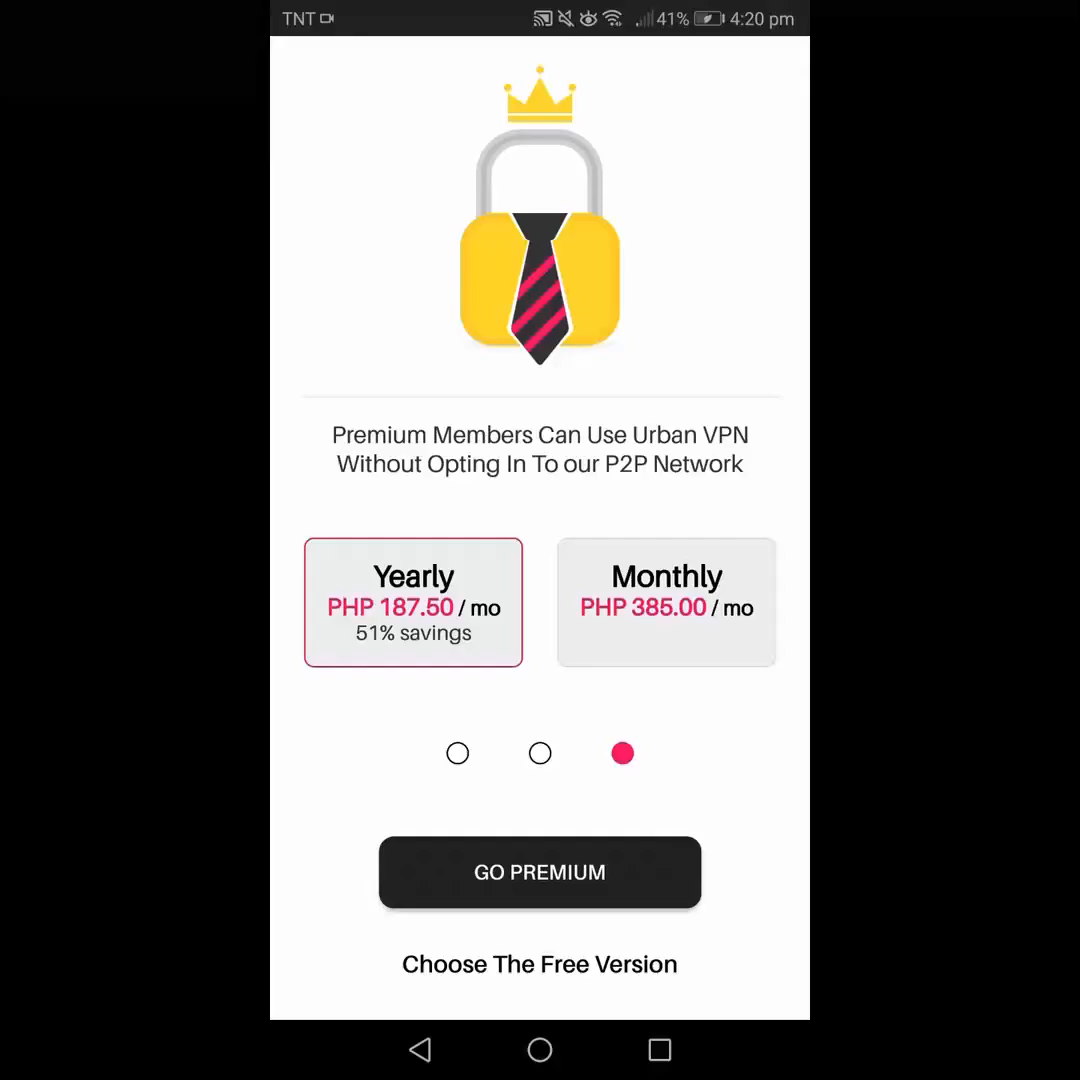 TNT 41% 4:20 pm
Premium Members Can Use Urban VPN
Without Opting In To our P2P Network
Yearly
PHP 187.50 / mo
51% savings
Monthly
PHP 385.00 / mo
GO PREMIUM
Choose The Free Version